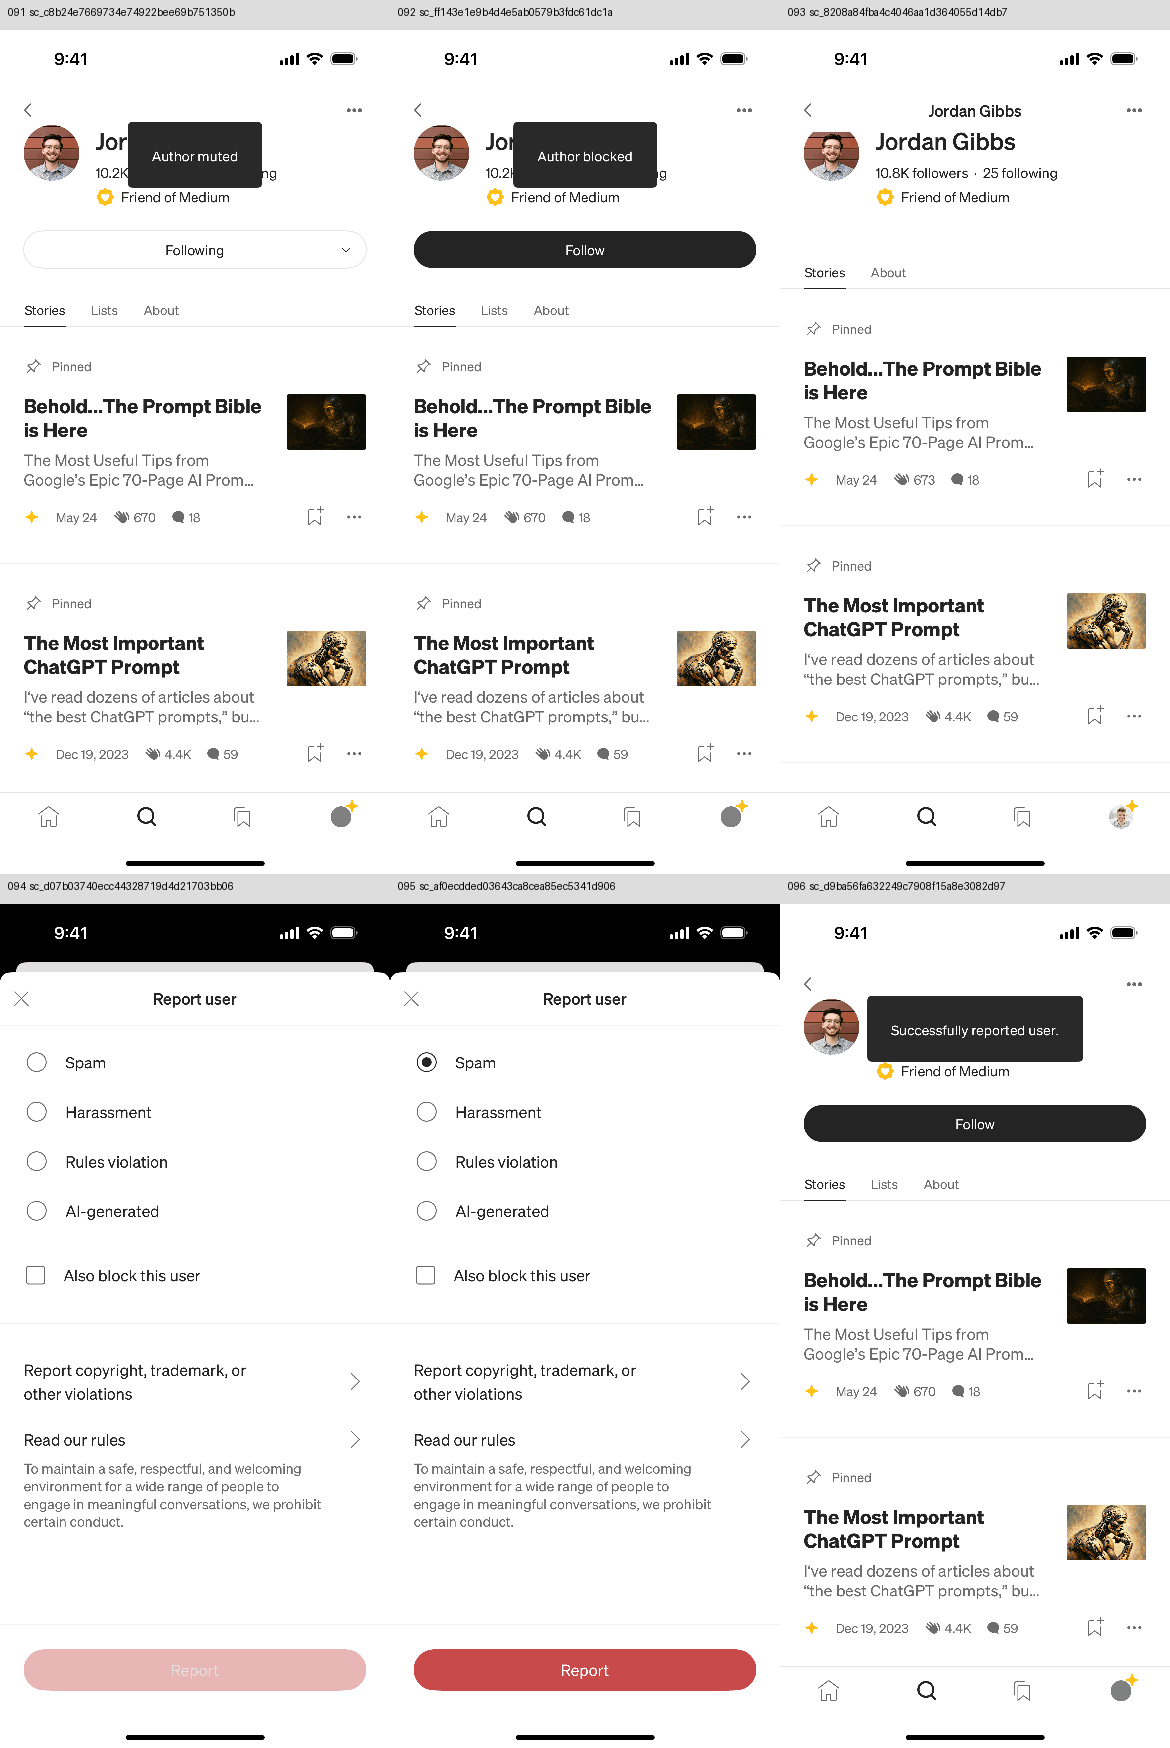 091 sc_c8b24e7669734e74922bee69b751350b
9:41
Jor
Author muted
10.2K
ng
Friend of Medium
Following
Stories Lists About
Pinned
Behold...The Prompt Bible
is Here
The Most Useful Tips from
Google's Epic 70-Page AI Prom...
May 24 670 18
Pinned
The Most Important
ChatGPT Prompt
I've read dozens of articles about
"the best ChatGPT prompts," bu...
Dec 19, 2023 4.4K 59
092 sc_ff143e1e9b4d4e5ab0579b3fdc61dc1a
9:41
Jor
Author blocked
10.2K
ng
Friend of Medium
Follow
Stories Lists About
Pinned
Behold...The Prompt Bible
is Here
The Most Useful Tips from
Google's Epic 70-Page AI Prom...
May 24 670 18
Pinned
The Most Important
ChatGPT Prompt
I've read dozens of articles about
"the best ChatGPT prompts," bu...
Dec 19, 2023 4.4K 59
093 sc_8208a84fba4c4046aa1d364055d14db7
9:41
Jordan Gibbs
Jordan Gibbs
10.8K followers · 25 following
Friend of Medium
Stories About
Pinned
Behold...The Prompt Bible
is Here
The Most Useful Tips from
Google's Epic 70-Page AI Prom...
May 24 673 18
Pinned
The Most Important
ChatGPT Prompt
I've read dozens of articles about
"the best ChatGPT prompts," bu...
Dec 19, 2023 4.4K 59
094 sc_d07b03740ecc44328719d4d21703bb06
9:41
Report user
Spam
Harassment
Rules violation
AI-generated
Also block this user
Report copyright, trademark, or
other violations
Read our rules
To maintain a safe, respectful, and welcoming
environment for a wide range of people to
engage in meaningful conversations, we prohibit
certain conduct.
Report
095 sc_af0ecdded03643ca8cea85ec5341d906
9:41
Report user
Spam
Harassment
Rules violation
AI-generated
Also block this user
Report copyright, trademark, or
other violations
Read our rules
To maintain a safe, respectful, and welcoming
environment for a wide range of people to
engage in meaningful conversations, we prohibit
certain conduct.
Report
096 sc_d9ba56fa632249c7908f15a8e3082d97
9:41
Successfully reported user.
Friend of Medium
Follow
Stories Lists About
Pinned
Behold...The Prompt Bible
is Here
The Most Useful Tips from
Google's Epic 70-Page AI Prom...
May 24 670 18
Pinned
The Most Important
ChatGPT Prompt
I've read dozens of articles about
"the best ChatGPT prompts," bu...
Dec 19, 2023 4.4K 59